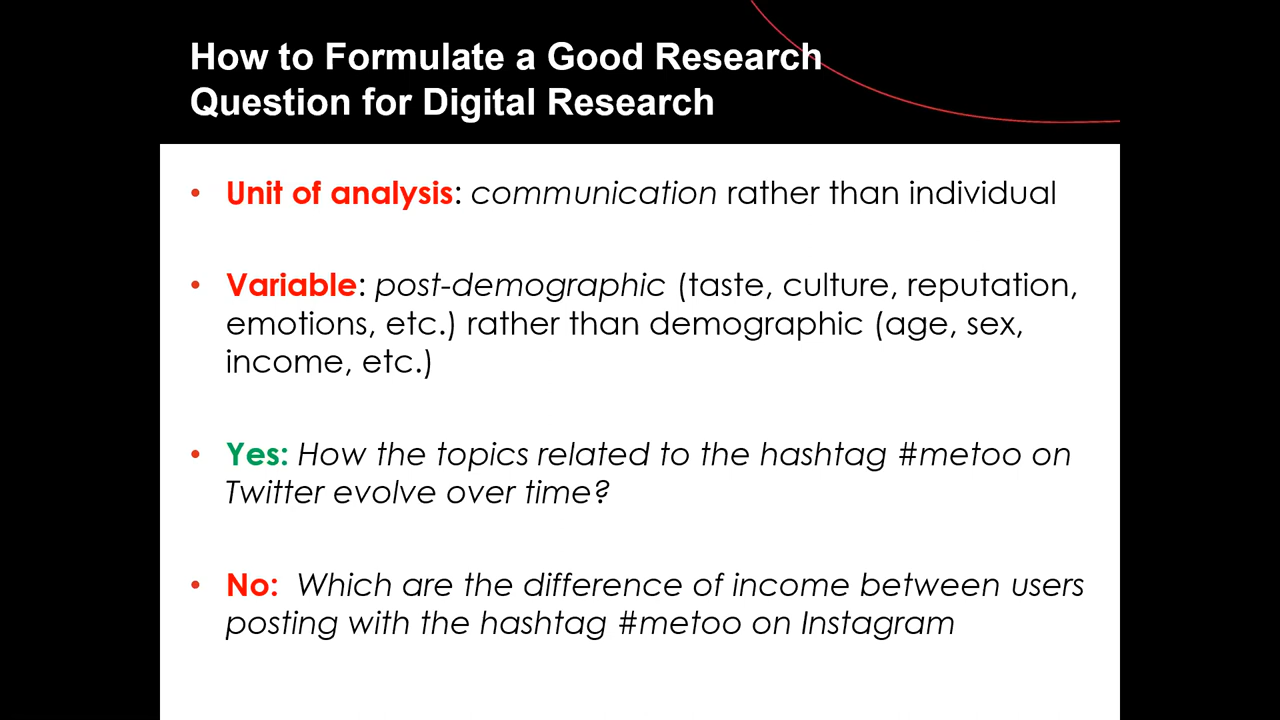 How to Formulate a Good Research
Question for Digital Research
• Unit of analysis: communication rather than individual
• Variable: post-demographic (taste, culture, reputation,
emotions, etc.) rather than demographic (age, sex,
income, etc.)
• Yes: How the topics related to the hashtag #metoo on
Twitter evolve over time?
• No: Which are the difference of income between users
posting with the hashtag #metoo on Instagram